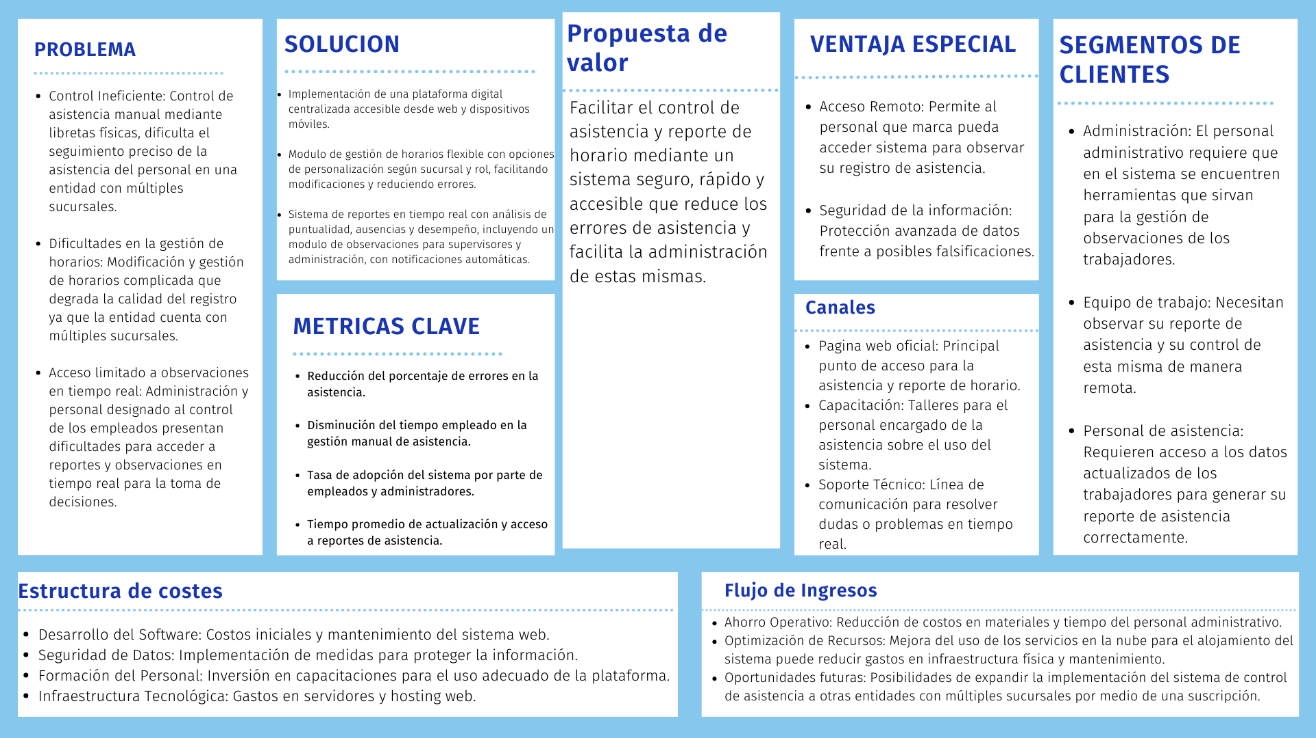 PROBLEMA
• Control Ineficiente: Control de
asistencia manual mediante
libretas físicas, dificulta el
seguimiento preciso de la
asistencia del personal en una
entidad con múltiples
sucursales.
• Dificultades en la gestión de
horarios: Modificación y gestión
de horarios complicada que
degrada la calidad del registro
ya que la entidad cuenta con
múltiples sucursales.
• Acceso limitado a observaciones
en tiempo real: Administración y
personal designado al control
de los empleados presentan
dificultades para acceder a
reportes y observaciones en
tiempo real para la toma de
decisiones.
SOLUCION
• Implementación de una plataforma digital
centralizada accesible desde web y dispositivos
móviles.
• Modulo de gestión de horarios flexible con opciones
de personalización según sucursal y rol, facilitando
modificaciones y reduciendo errores.
• Sistema de reportes en tiempo real con análisis de
puntualidad, ausencias y desempeño, incluyendo un
modulo de observaciones para supervisores y
administración, con notificaciones automáticas.
METRICAS CLAVE
• Reducción del porcentaje de errores en la
asistencia.
• Disminución del tiempo empleado en la
gestión manual de asistencia.
• Tasa de adopción del sistema por parte de
empleados y administradores.
• Tiempo promedio de actualización y acceso
a reportes de asistencia.
Propuesta de
valor
Facilitar el control de
asistencia y reporte de
horario mediante un
sistema seguro, rápido y
accesible que reduce los
errores de asistencia y
facilita la administración
de estas mismas.
VENTAJA ESPECIAL
• Acceso Remoto: Permite al
personal que marca pueda
acceder sistema para observar
su registro de asistencia.
• Seguridad de la información:
Protección avanzada de datos
frente a posibles falsificaciones.
Canales
• Pagina web oficial: Principal
punto de acceso para la
asistencia y reporte de horario.
• Capacitación: Talleres para el
personal encargado de la
asistencia sobre el uso del
sistema.
• Soporte Técnico: Línea de
comunicación para resolver
dudas o problemas en tiempo
real.
SEGMENTOS DE
CLIENTES
• Administración: El personal
administrativo requiere que
en el sistema se encuentren
herramientas que sirvan
para la gestión de
observaciones de los
trabajadores.
• Equipo de trabajo: Necesitan
observar su reporte de
asistencia y su control de
esta misma de manera
remota.
• Personal de asistencia:
Requieren acceso a los datos
actualizados de los
trabajadores para generar su
reporte de asistencia
correctamente.
Estructura de costes
• Desarrollo del Software: Costos iniciales y mantenimiento del sistema web.
• Seguridad de Datos: Implementación de medidas para proteger la información.
• Formación del Personal: Inversión en capacitaciones para el uso adecuado de la plataforma.
• Infraestructura Tecnológica: Gastos en servidores y hosting web.
Flujo de Ingresos
• Ahorro Operativo: Reducción de costos en materiales y tiempo del personal administrativo.
• Optimización de Recursos: Mejora del uso de los servicios en la nube para el alojamiento del
sistema puede reducir gastos en infraestructura física y mantenimiento.
• Oportunidades futuras: Posibilidades de expandir la implementación del sistema de control
de asistencia a otras entidades con múltiples sucursales por medio de una suscripción.